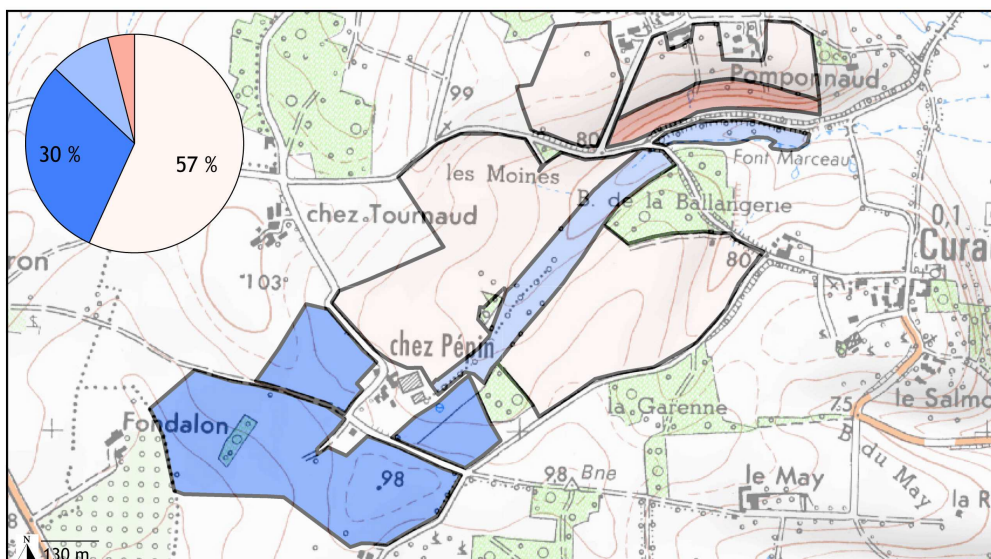 30 %
57 %
99
Pomponnaud
80
les Moines
Font Marceau
B. de la Ballangerie
chez Tournaud
0.1
Cura
ron
103
80
chez Pépin
la Garenne
75
le Salmo
Fondalon
98
98
Bne
le May
du May
la R
8
N
130 m